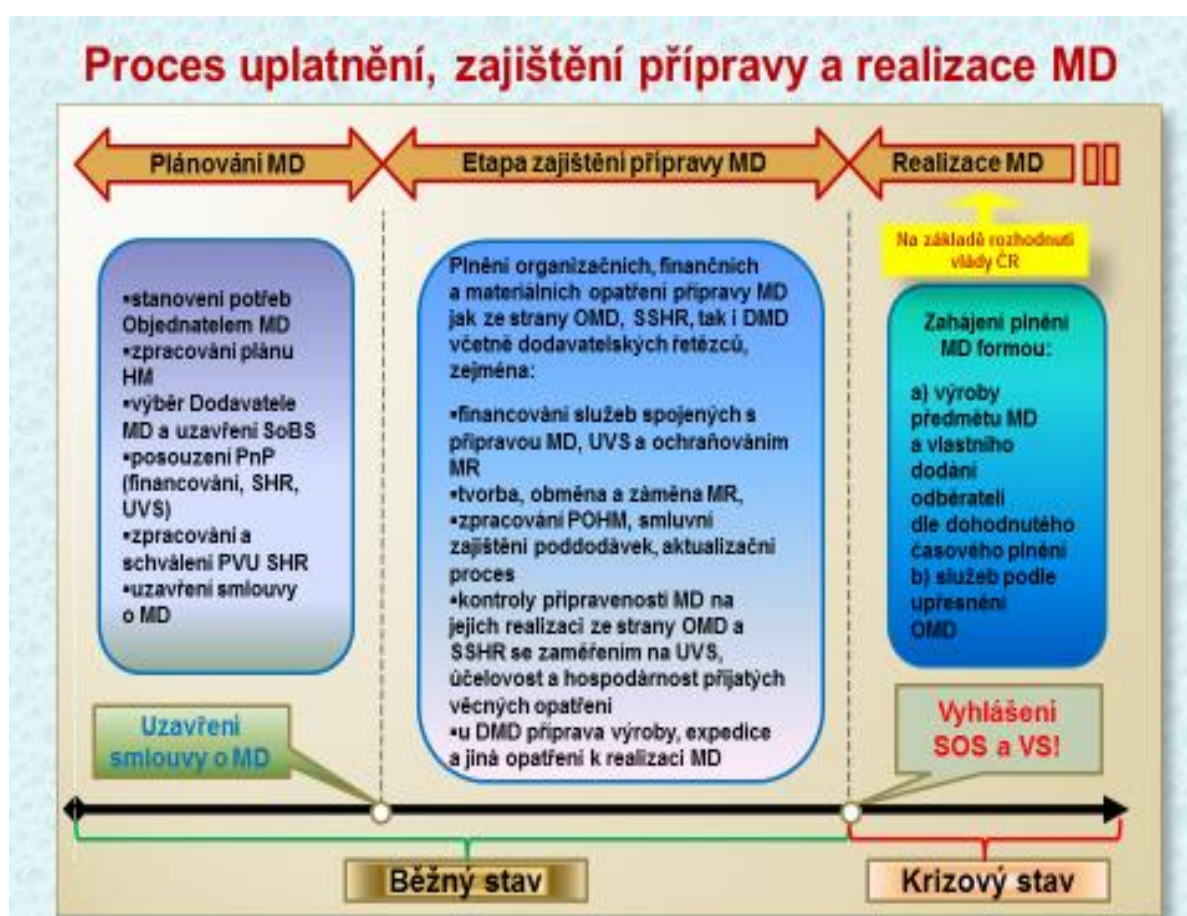 Proces uplatnění, zajištění přípravy a realizace MD
Plánování MD
Etapa zajištění přípravy MD
Realizace MD
Na základě rozhodnutí
vlády ČR
▪stanovení potřeb
Objednatelem MD
▪zpracování plánu
HM
▪výběr Dodavatele
MD a uzavření SoBS
▪posouzení PnP
(financování, SHR,
UVS)
▪zpracování a
schválení PVU SHR
▪uzavření smlouvy
o MD
Plnění organizačních, finančních
a materiálních opatření přípravy MD
jak ze strany OMD, SSHR, tak i DMD
včetně dodavatelských řetězců,
zejména:
▪financování služeb spojených s
přípravou MD, UVS a ochraňováním
MR
▪tvorba, obměna a záměna MR,
▪zpracování POHM, smluvní
zajištění poddodávek, aktualizační
proces
▪kontroly připravenosti MD na
jejich realizaci ze strany OMD a
SSHR se zaměřením na UVS,
účelovost a hospodárnost přijatých
věcných opatření
▪u DMD příprava výroby, expedice
a jiná opatření k realizaci MD
Zahájení plnění
MD formou:
a) výroby
předmětu MD
a vlastního
dodání
odběrateli
dle dohodnutého
časového plnění
b) služeb podle
upřesnění
OMD
Uzavření
smlouvy o MD
Vyhlášení
SOS a VS!
Běžný stav
Krizový stav